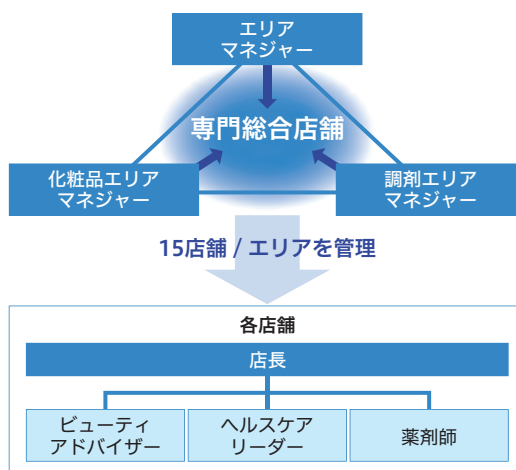 エリア
マネジャー
専門総合店舗
化粧品エリア
マネジャー
調剤エリア
マネジャー
15店舗 / エリアを管理
各店舗
店長
ビューティ
アドバイザー
ヘルスケア
リーダー
薬剤師